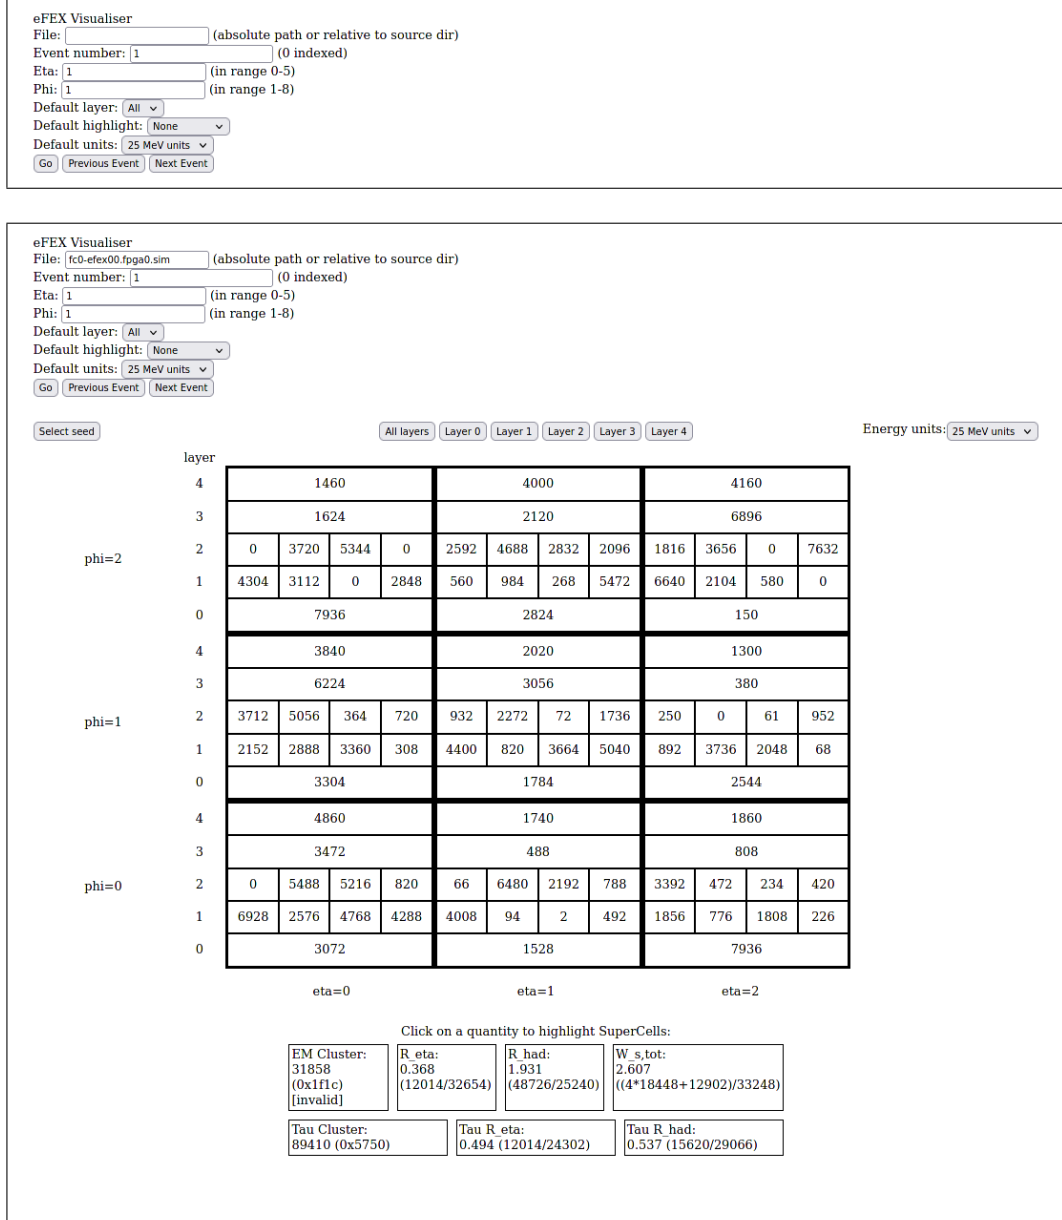 eFEX Visualiser
File: (absolute path or relative to source dir)
Event number: 1 (0 indexed)
Eta: 1 (in range 0-5)
Phi: 1 (in range 1-8)
Default layer: All
Default highlight: None
Default units: 25 MeV units
Go Previous Event Next Event
eFEX Visualiser
File: fc0-efex00.fpga0.sim (absolute path or relative to source dir)
Event number: 1 (0 indexed)
Eta: 1 (in range 0-5)
Phi: 1 (in range 1-8)
Default layer: All
Default highlight: None
Default units: 25 MeV units
Go Previous Event Next Event
Select seed All layers Layer 0 Layer 1 Layer 2 Layer 3 Layer 4 Energy units: 25 MeV units
layer
4 1460 4000 4160
3 1624 2120 6896
phi=2 2 0 3720 5344 0 2592 4688 2832 2096 1816 3656 0 7632
1 4304 3112 0 2848 560 984 268 5472 6640 2104 580 0
0 7936 2824 150
4 3840 2020 1300
3 6224 3056 380
phi=1 2 3712 5056 364 720 932 2272 72 1736 250 0 61 952
1 2152 2888 3360 308 4400 820 3664 5040 892 3736 2048 68
0 3304 1784 2544
4 4860 1740 1860
3 3472 488 808
phi=0 2 0 5488 5216 820 66 6480 2192 788 3392 472 234 420
1 6928 2576 4768 4288 4008 94 2 492 1856 776 1808 226
0 3072 1528 7936
eta=0 eta=1 eta=2
Click on a quantity to highlight SuperCells:
EM Cluster: R_eta: R_had: W_s,tot:
31858 0.368 1.931 2.607
(0x1f1c) (12014/32654) (48726/25240) ((4*18448+12902)/33248)
[invalid]
Tau Cluster: Tau R_eta: Tau R_had:
89410 (0x5750) 0.494 (12014/24302) 0.537 (15620/29066)